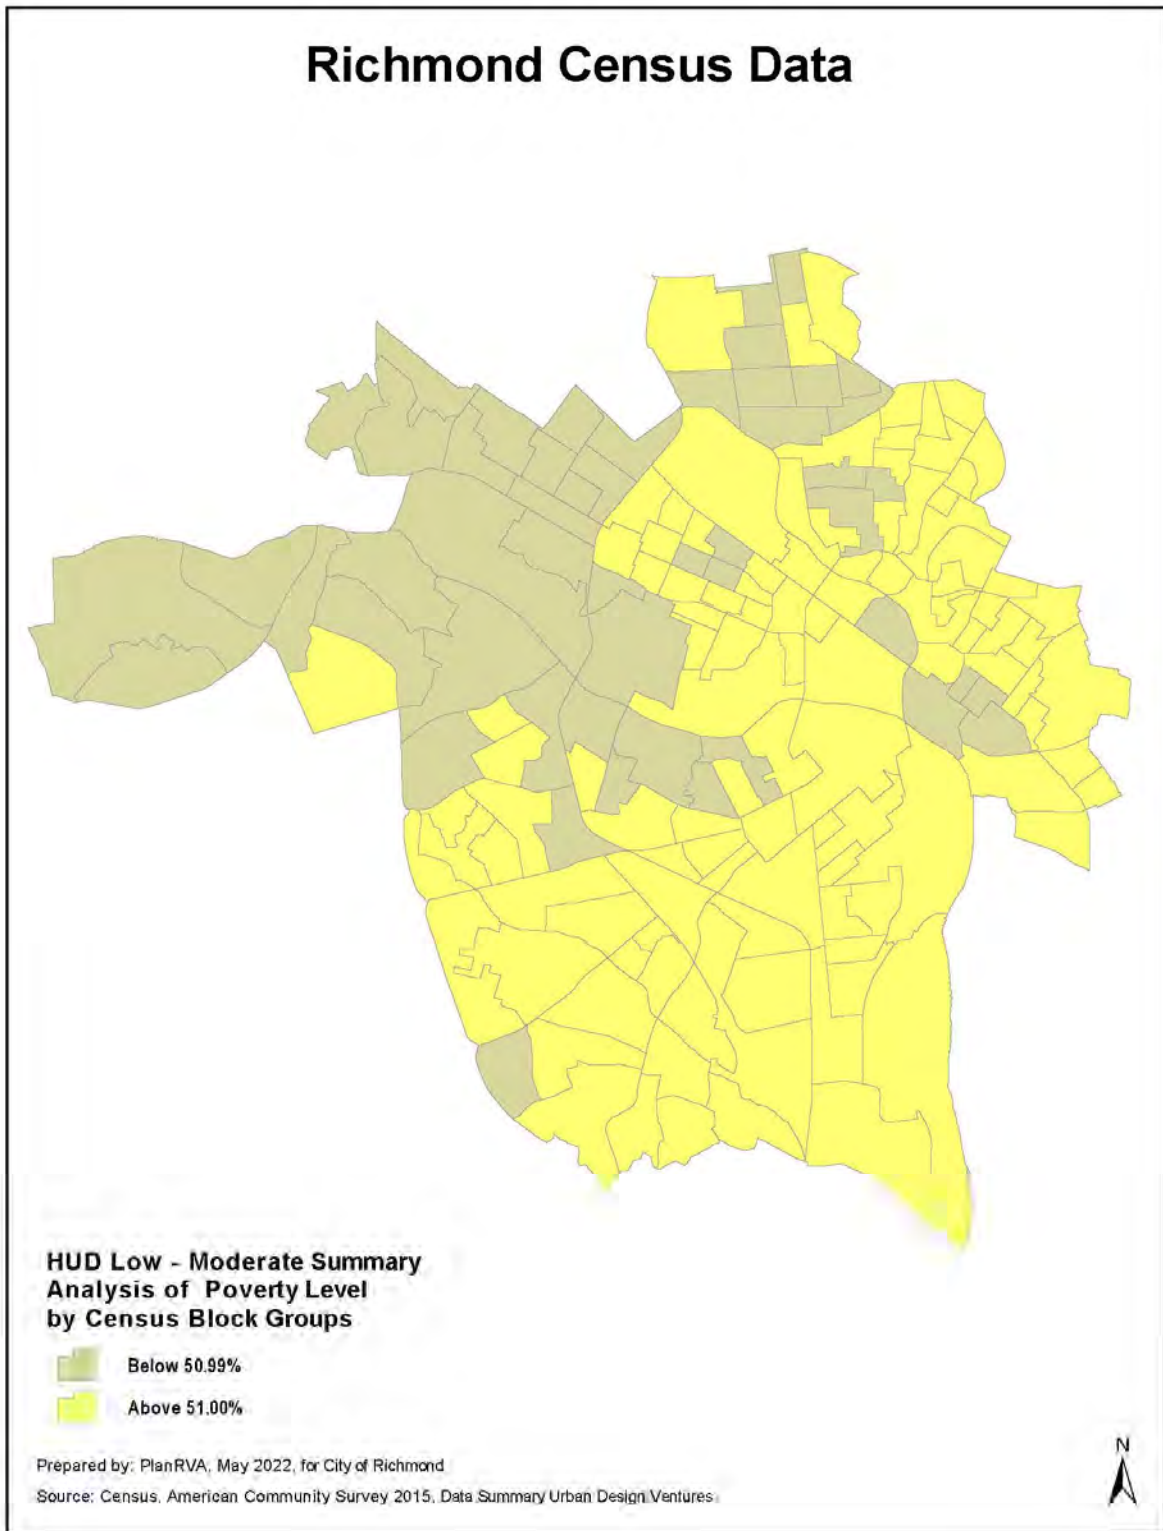 Richmond Census Data
HUD Low - Moderate Summary
Analysis of Poverty Level
by Census Block Groups
Below 50.99%
Above 51.00%
N
Prepared by: PlanRVA, May 2022, for City of Richmond
Source: Census, American Community Survey 2015, Data Summary Urban Design Ventures